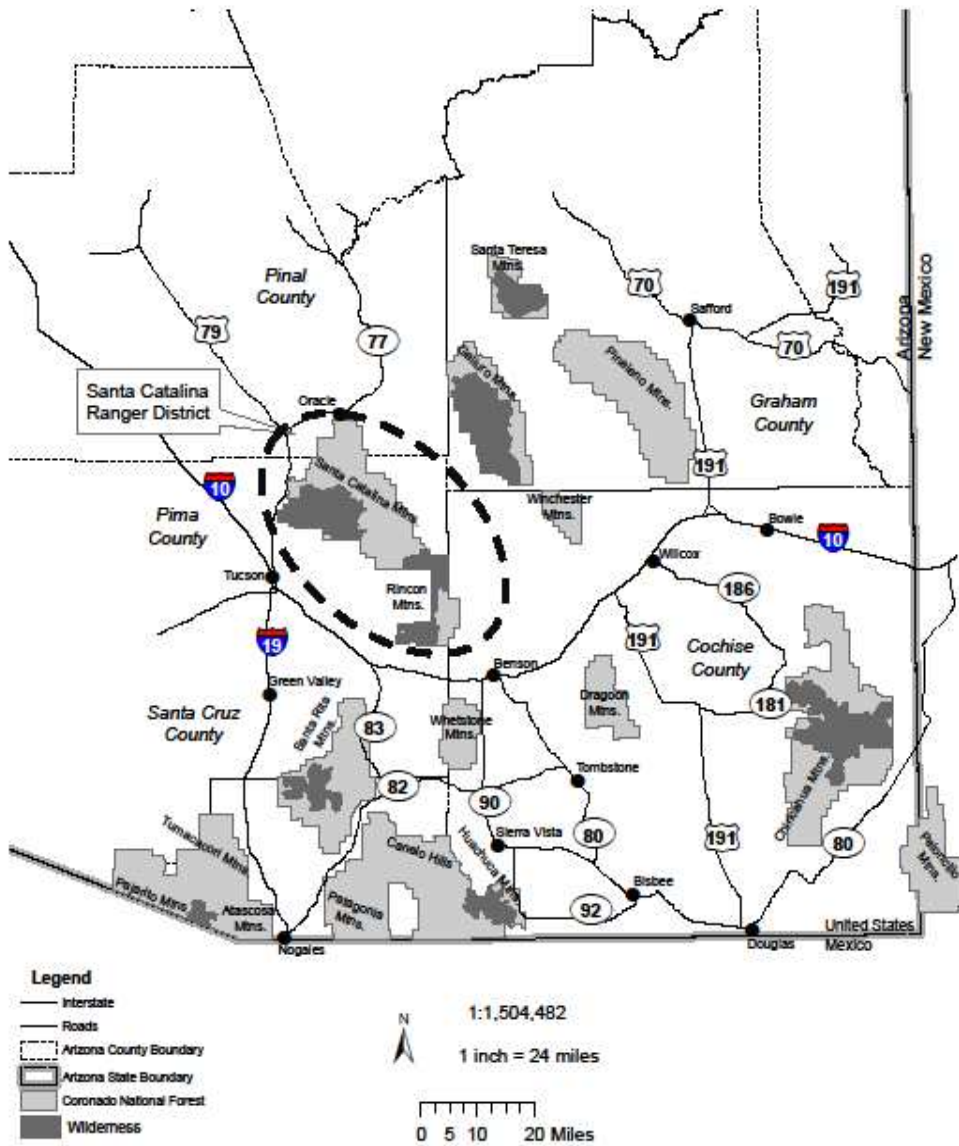 Santa Teresa
Mtns.
Pinal
County
70
191
Safford
79
77
70
Arizona
New Mexico
Galiuro Mtns.
Pinaleno Mtns.
Santa Catalina
Ranger District
Oracle
Graham
County
Santa Catalina Mtns.
191
10
Winchester
Mtns.
Pima
County
Bowie
10
Willcox
Tucson
Rincon
Mtns.
186
19
191
Cochise
County
Benson
Green Valley
Dragoon
Mtns.
181
Santa Cruz
County
Santa Rita
Mtns.
83
Whetstone
Mtns.
82
Tombstone
90
Chiricahua Mtns.
Sierra Vista
80
191
80
Tumacacori Mtns.
Canelo Hills
Huachuca Mtns.
Peloncillo
Mtns.
Pajarito Mtns.
Atascosa
Mtns.
Patagonia
Mtns.
Bisbee
92
United States
Mexico
Nogales
Douglas
Legend
Interstate
Roads
Arizona County Boundary
Arizona State Boundary
Coronado National Forest
Wilderness
N
1:1,504,482
1 inch = 24 miles
0 5 10 20 Miles